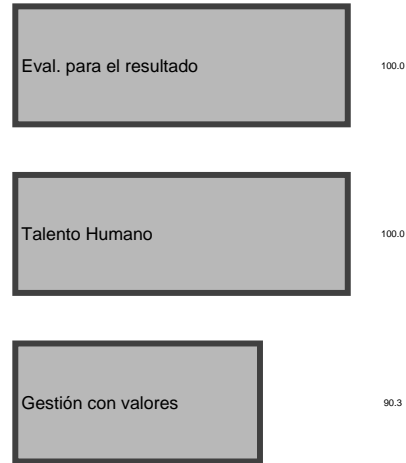 Eval. para el resultado 100.0
Talento Humano 100.0
Gestión con valores 90.3